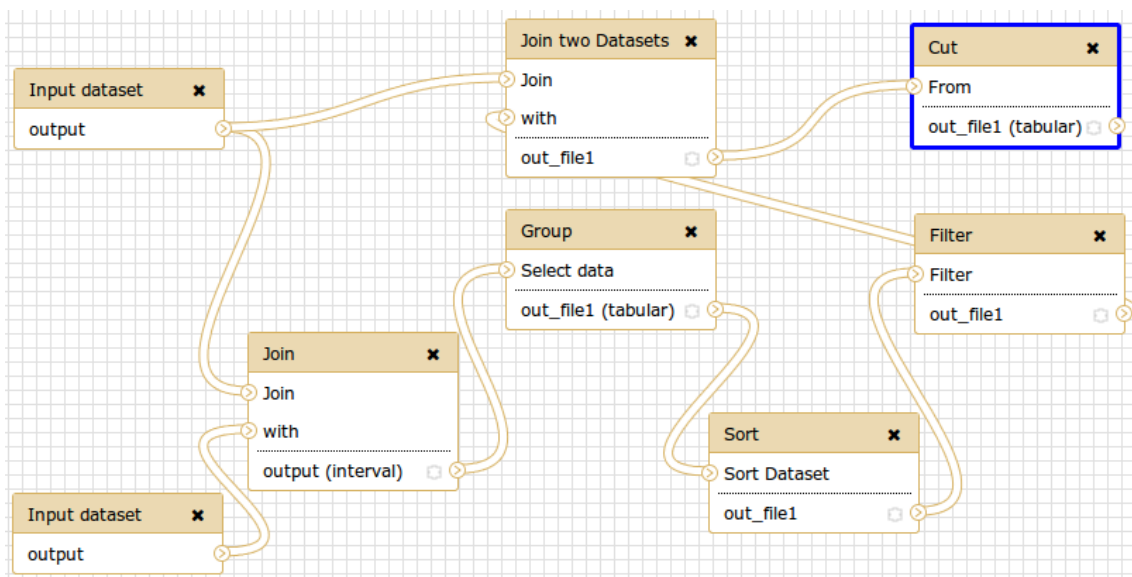 Input dataset
output
Join two Datasets
Join
with
out_file1
Cut
From
out_file1 (tabular)
Group
Select data
out_file1 (tabular)
Filter
Filter
out_file1
Join
Join
with
output (interval)
Sort
Sort Dataset
out_file1
Input dataset
output